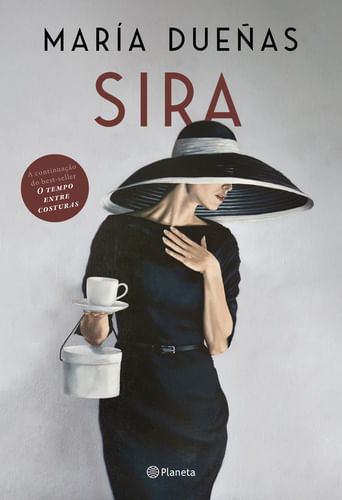 MARÍA DUEÑAS
SIRA
A continuação
do best-seller
O TEMPO
ENTRE
COSTURAS
Planeta